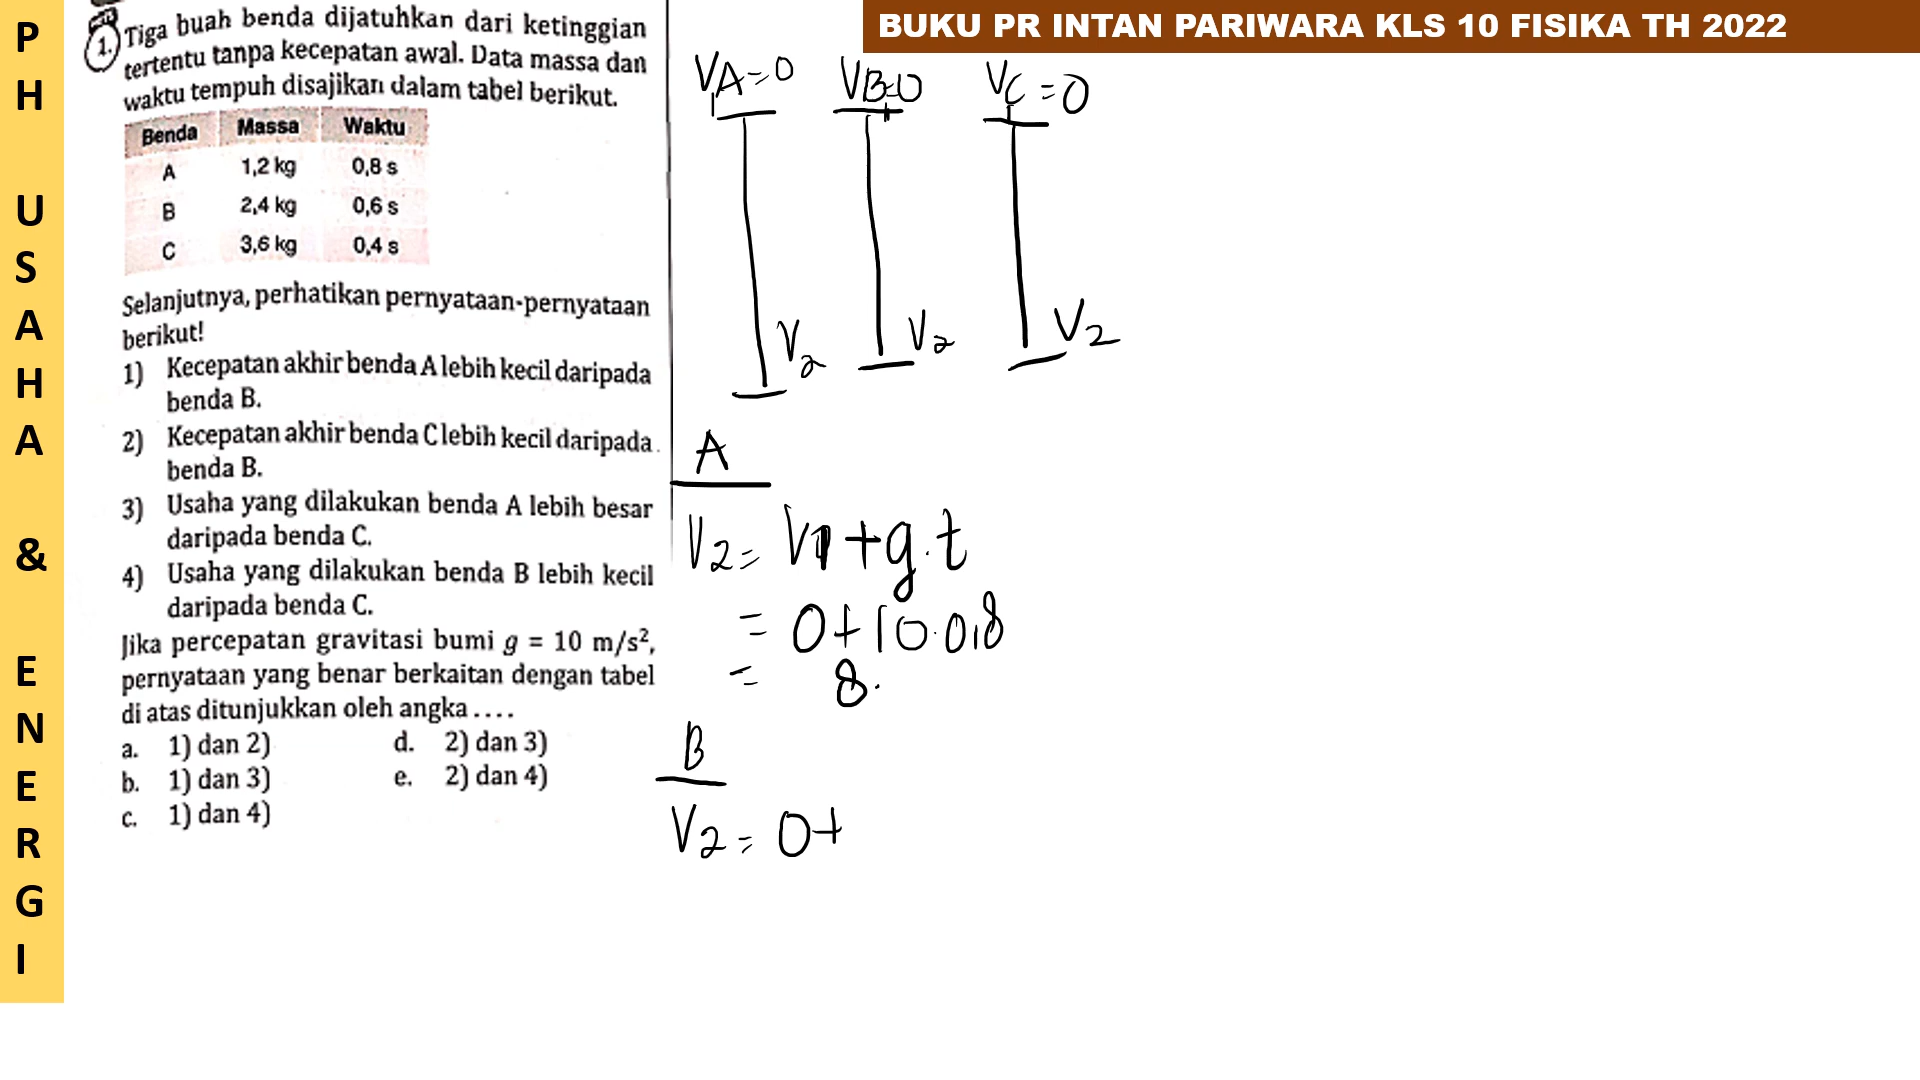 P
H
U
S
A
H
A
&
E
N
E
R
G
I
BUKU PR INTAN PARIWARA KLS 10 FISIKA TH 2022
1. Tiga buah benda dijatuhkan dari ketinggian
tertentu tanpa kecepatan awal. Data massa dan
waktu tempuh disajikan dalam tabel berikut.
Benda Massa Waktu
A 1,2 kg 0,8 s
B 2,4 kg 0,6 s
C 3,6 kg 0,4 s
Selanjutnya, perhatikan pernyataan-pernyataan
berikut!
1) Kecepatan akhir benda A lebih kecil daripada
benda B.
2) Kecepatan akhir benda C lebih kecil daripada
benda B.
3) Usaha yang dilakukan benda A lebih besar
daripada benda C.
4) Usaha yang dilakukan benda B lebih kecil
daripada benda C.
Jika percepatan gravitasi bumi g = 10 m/s², 
pernyataan yang benar berkaitan dengan tabel
di atas ditunjukkan oleh angka . . . .
a. 1) dan 2) d. 2) dan 3)
b. 1) dan 3) e. 2) dan 4)
c. 1) dan 4)
VA=0 VB=0 VC=0
V2 V2 V2
A
V2= V1+g.t
= 0+10.0,8
= 8.
B
V2= 0+